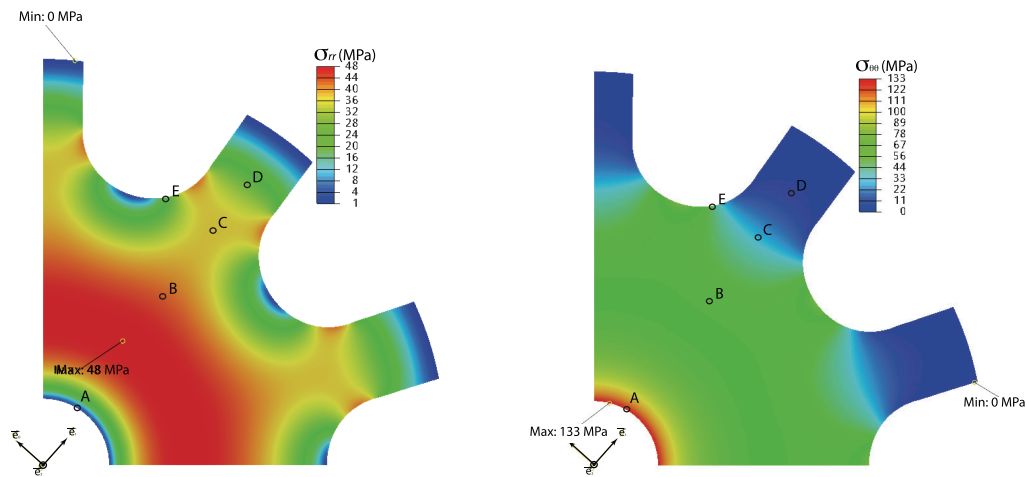 Min: 0 MPa
σrr (MPa)
48
44
40
36
32
28
24
20
16
12
8
4
1
E
D
C
B
Max: 48 MPa
A
σθθ (MPa)
133
122
111
100
89
78
67
56
44
33
22
11
0
E
D
C
B
A
Max: 133 MPa
Min: 0 MPa